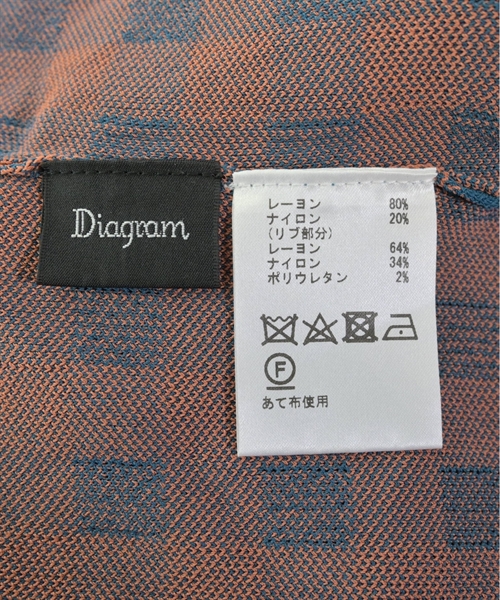 Diagram
レーヨン 80%
ナイロン 20%
(リブ部分)
レーヨン 64%
ナイロン 34%
ポリウレタン 2%
F
あて布使用